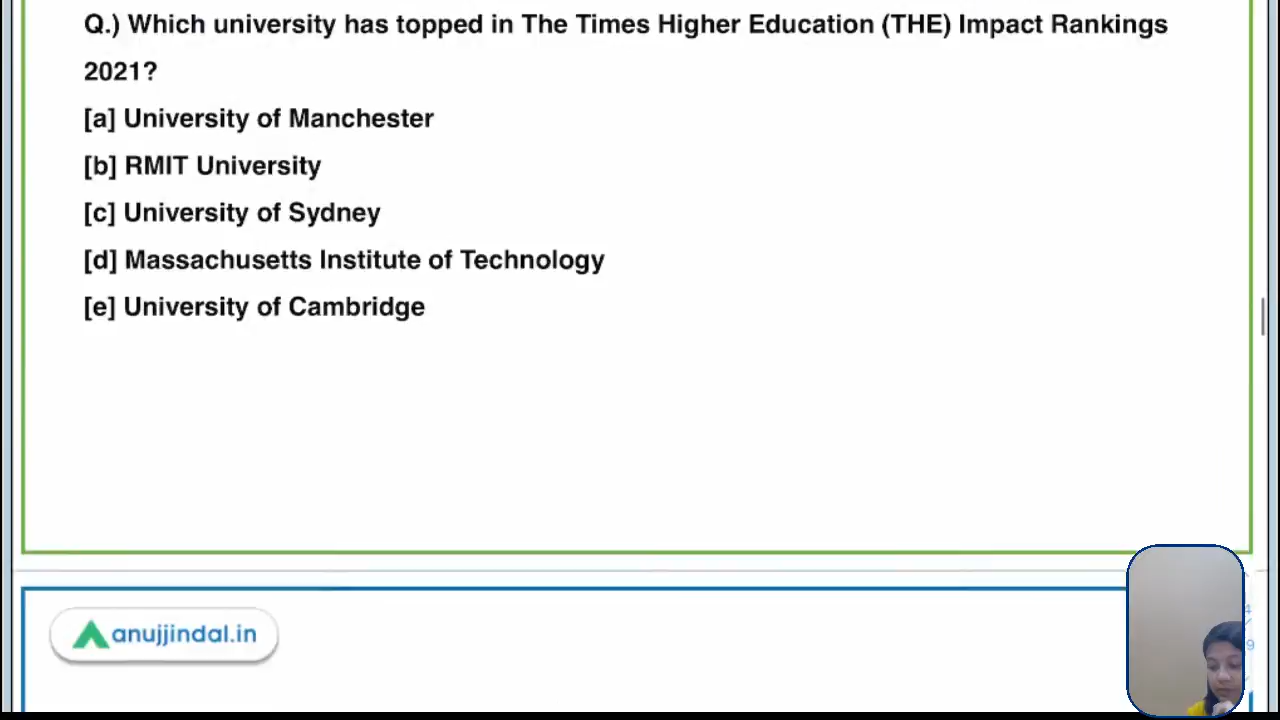 Q.) Which university has topped in The Times Higher Education (THE) Impact Rankings
2021?
[a] University of Manchester
[b] RMIT University
[c] University of Sydney
[d] Massachusetts Institute of Technology
[e] University of Cambridge
anujjindal.in